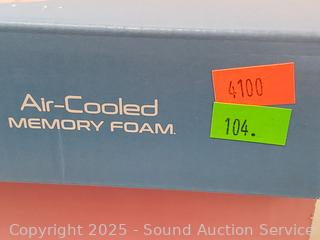 4100
104.
Air-Cooled
MEMORY FOAM.
Copyright 2025 - Sound Auction Service